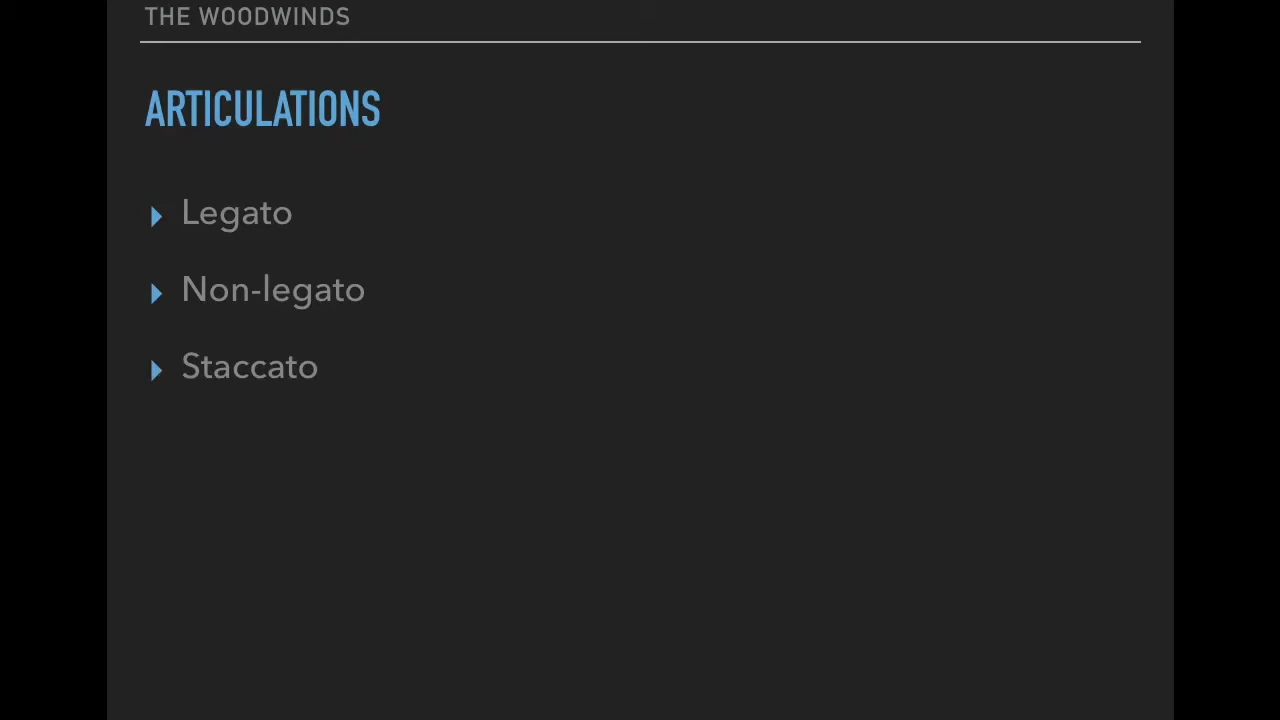 THE WOODWINDS
ARTICULATIONS
Legato
Non-legato
Staccato